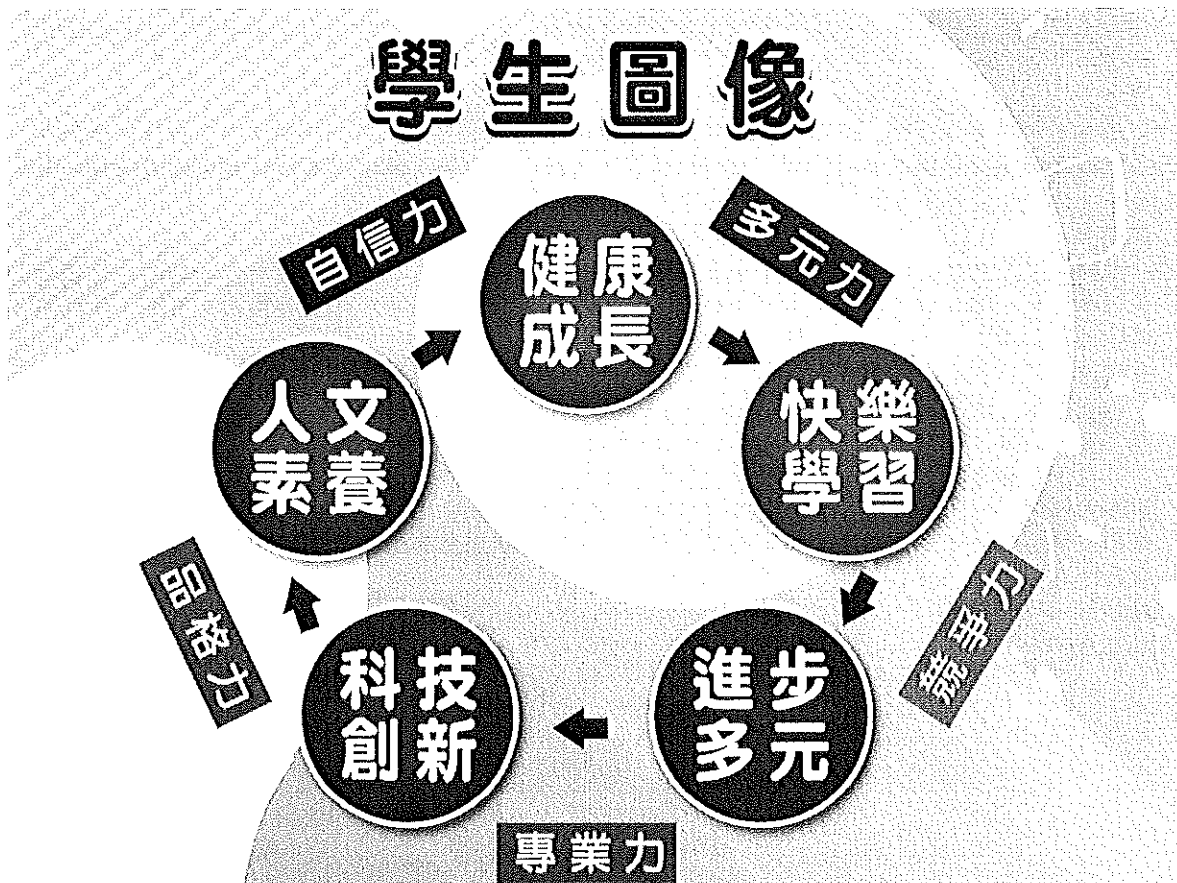 學生圖像
自信力
多元力
健康
成長
人文
素養
快樂
學習
品格力
競爭力
科技
創新
進步
多元
專業力